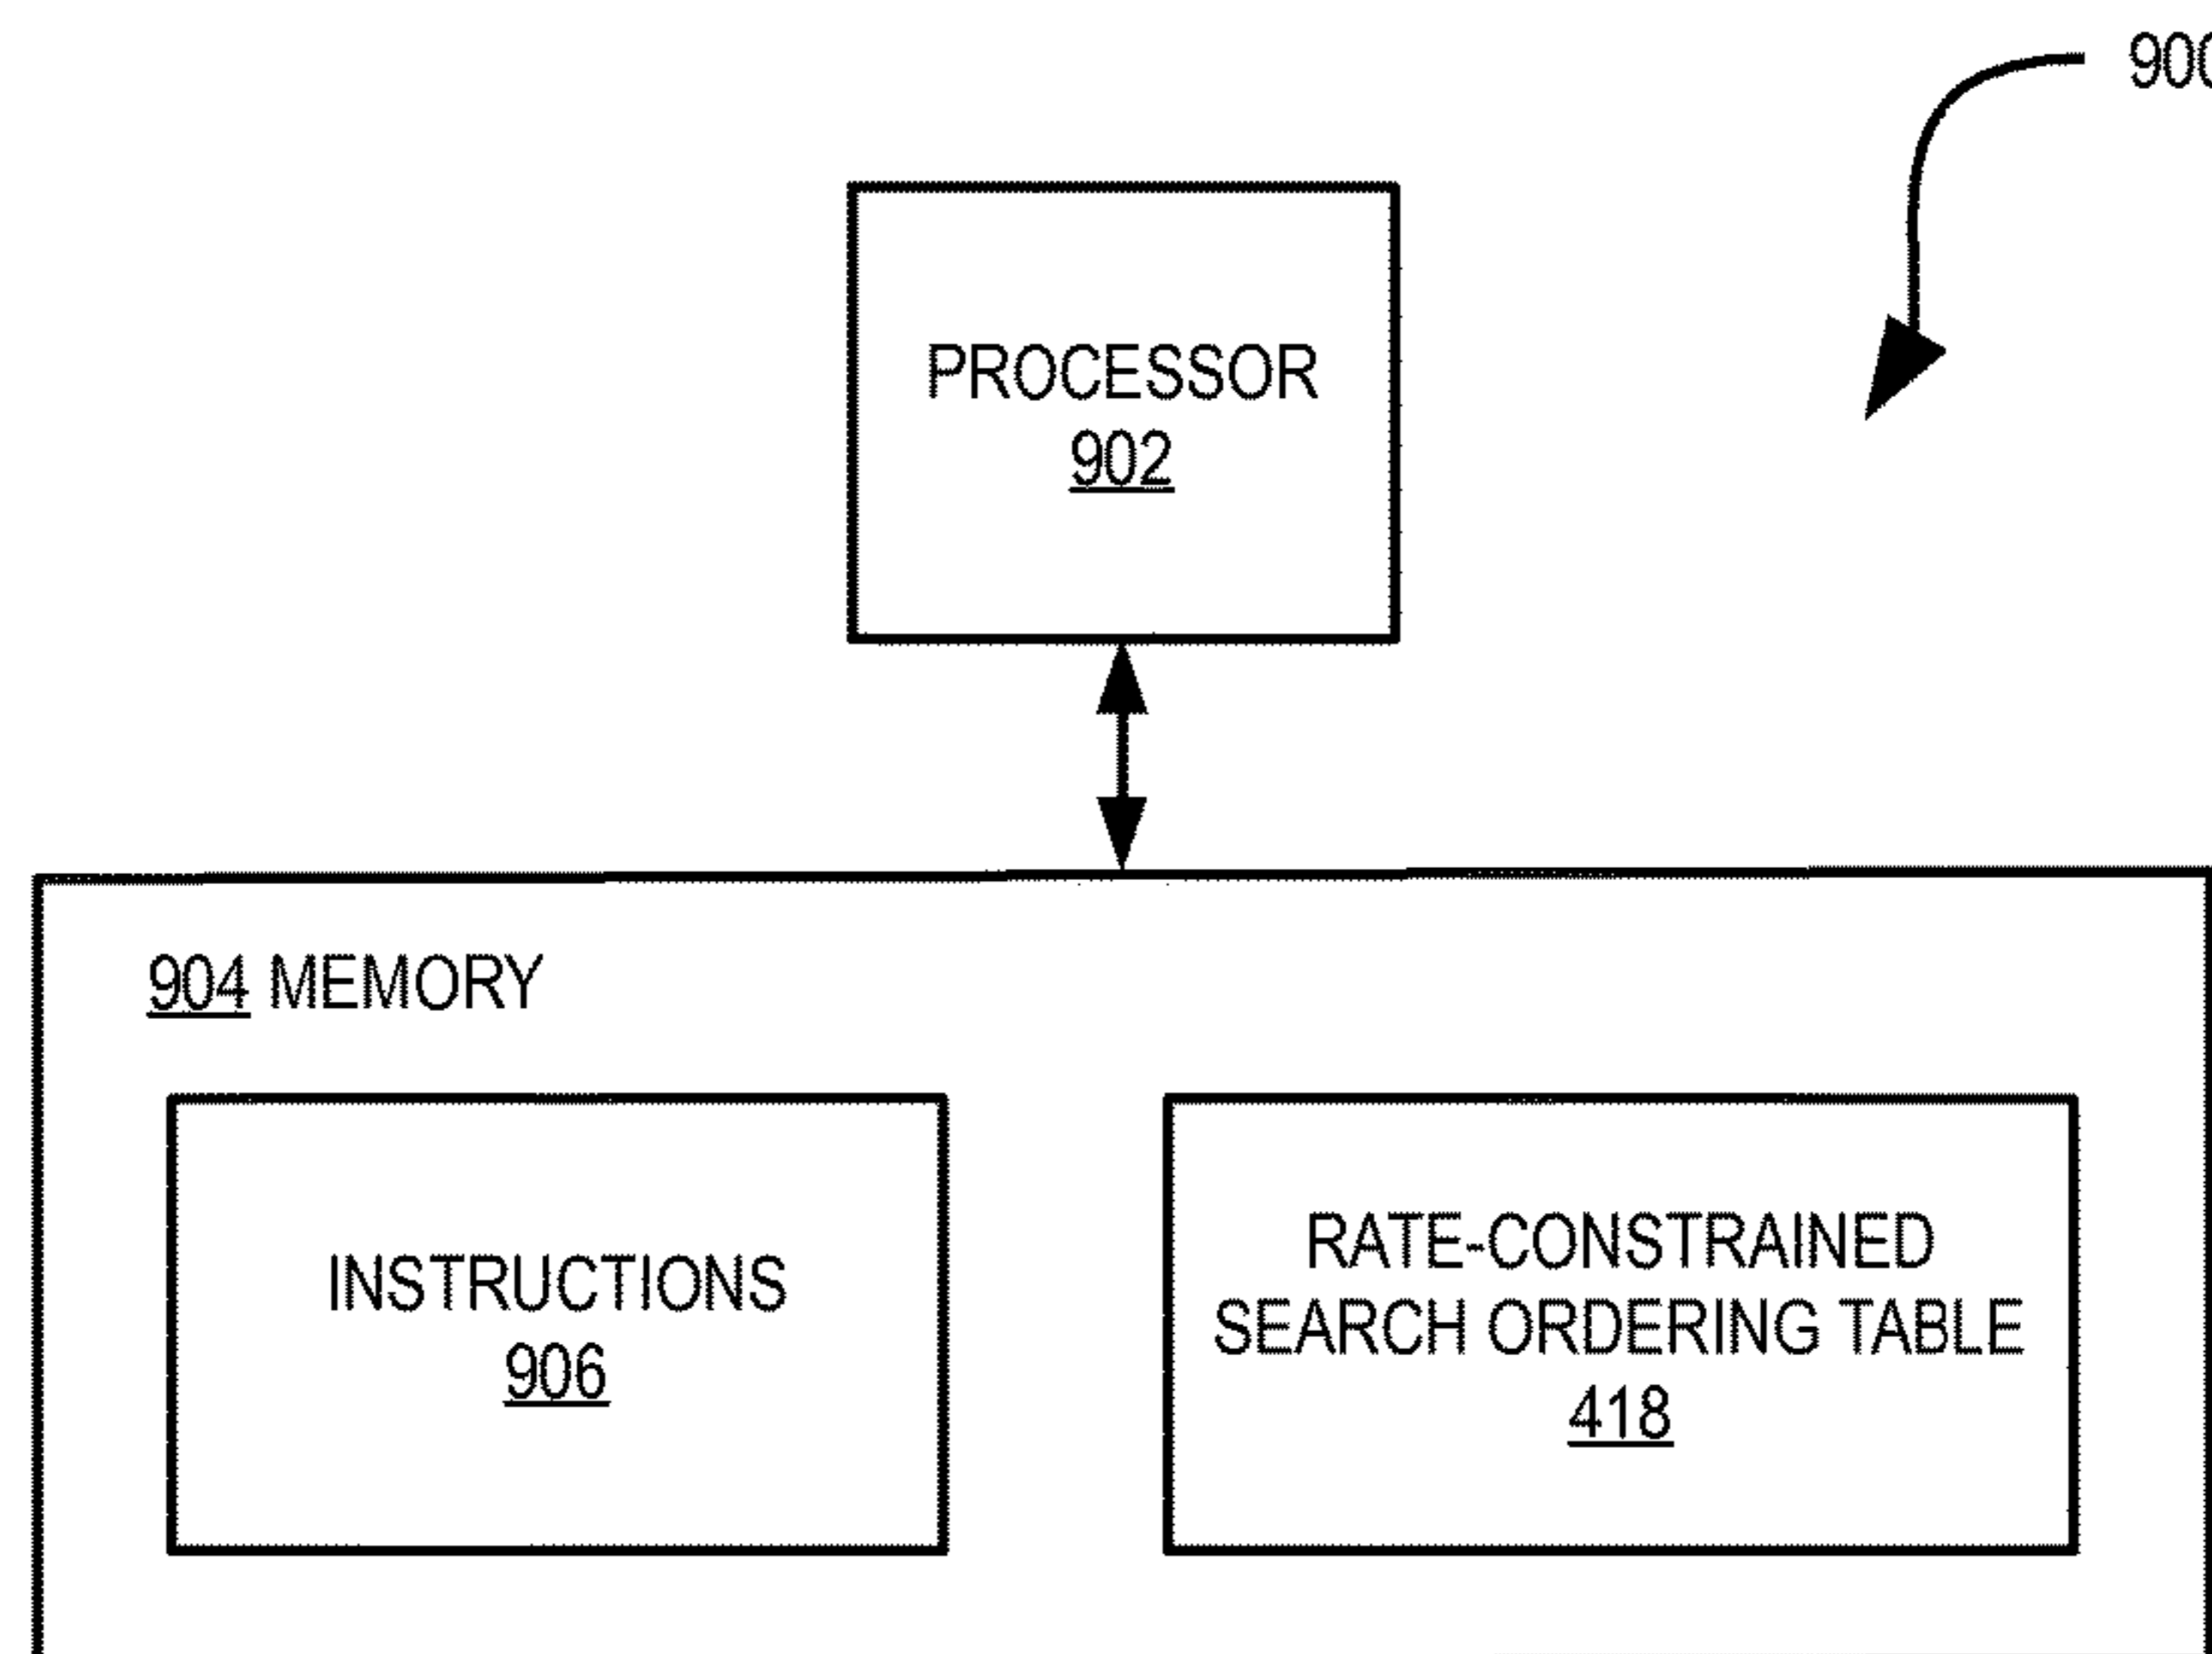 900
PROCESSOR
902
904 MEMORY
INSTRUCTIONS
906
RATE-CONSTRAINED
SEARCH ORDERING TABLE
418